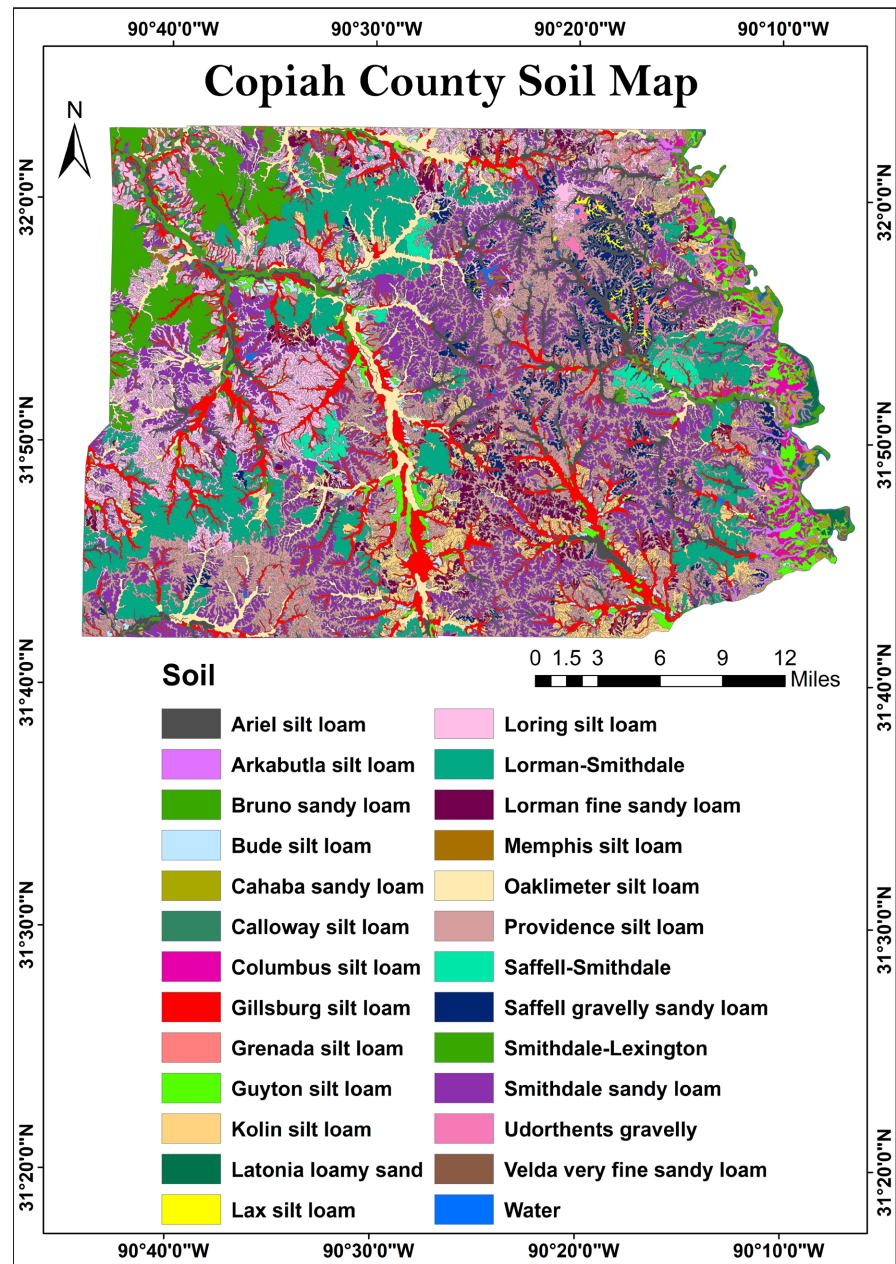 90°40'0"W 90°30'0"W 90°20'0"W 90°10'0"W
Copiah County Soil Map
N
32°0'0"N
32°0'0"N
31°50'0"N
31°50'0"N
31°40'0"N
31°40'0"N
31°30'0"N
31°30'0"N
31°20'0"N
31°20'0"N
0 1.5 3 6 9 12
Miles
Soil
Ariel silt loam
Arkabutla silt loam
Bruno sandy loam
Bude silt loam
Cahaba sandy loam
Calloway silt loam
Columbus silt loam
Gillsburg silt loam
Grenada silt loam
Guyton silt loam
Kolin silt loam
Latonia loamy sand
Lax silt loam
Loring silt loam
Lorman-Smithdale
Lorman fine sandy loam
Memphis silt loam
Oaklimeter silt loam
Providence silt loam
Saffell-Smithdale
Saffell gravelly sandy loam
Smithdale-Lexington
Smithdale sandy loam
Udorthents gravelly
Velda very fine sandy loam
Water
90°40'0"W 90°30'0"W 90°20'0"W 90°10'0"W